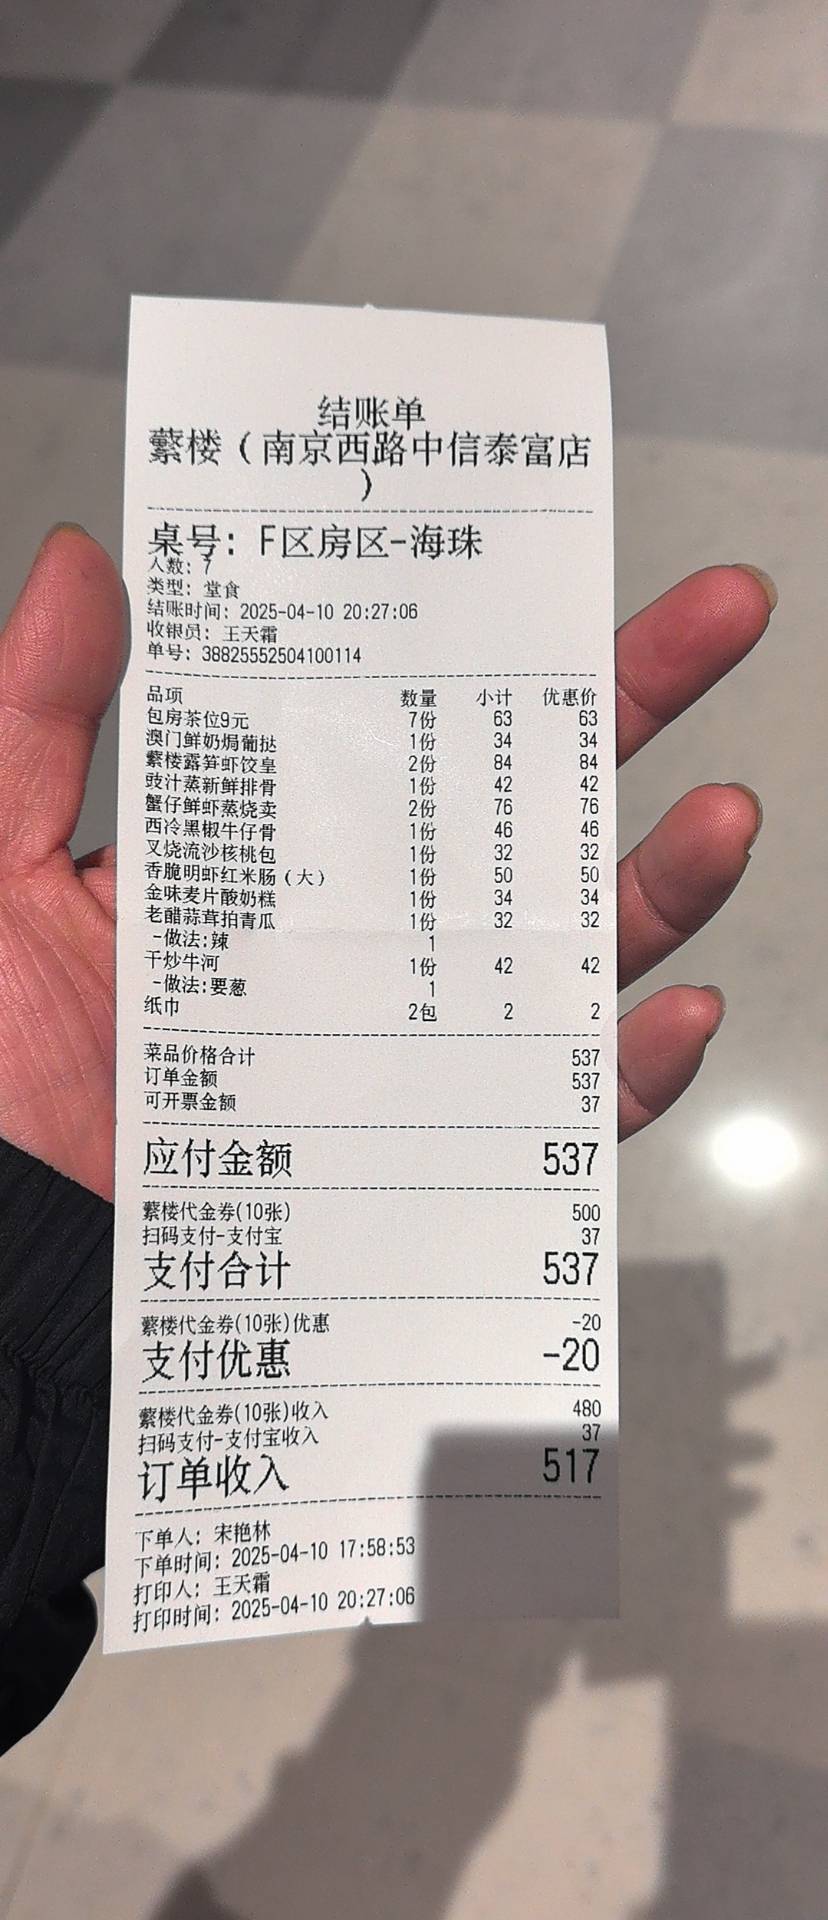 结账单
蘩楼（南京西路中信泰富店
）
桌号：F区房区-海珠
人数：7
类型：堂食
结账时间：2025-04-10 20:27:06
收银员：王天霜
单号：38825552504100114
品项 数量 小计 优惠价
包房茶位9元 7份 63 63
澳门鲜奶焗葡挞 1份 34 34
蘩楼露笋虾饺皇 2份 84 84
豉汁蒸新鲜排骨 1份 42 42
蟹仔鲜虾蒸烧卖 2份 76 76
西冷黑椒牛仔骨 1份 46 46
叉烧流沙核桃包 1份 32 32
香脆明虾红米肠（大） 1份 50 50
金味麦片酸奶糕 1份 34 34
老醋蒜茸拍青瓜 1份 32 32
-做法:辣 1
干炒牛河 1份 42 42
-做法:要葱 1
纸巾 2包 2 2
菜品价格合计 537
订单金额 537
可开票金额 37
应付金额 537
蘩楼代金券(10张) 500
扫码支付-支付宝 37
支付合计 537
蘩楼代金券(10张)优惠 -20
支付优惠 -20
蘩楼代金券(10张)收入 480
扫码支付-支付宝收入 37
订单收入 517
下单人：宋艳林
下单时间：2025-04-10 17:58:53
打印人：王天霜
打印时间：2025-04-10 20:27:06